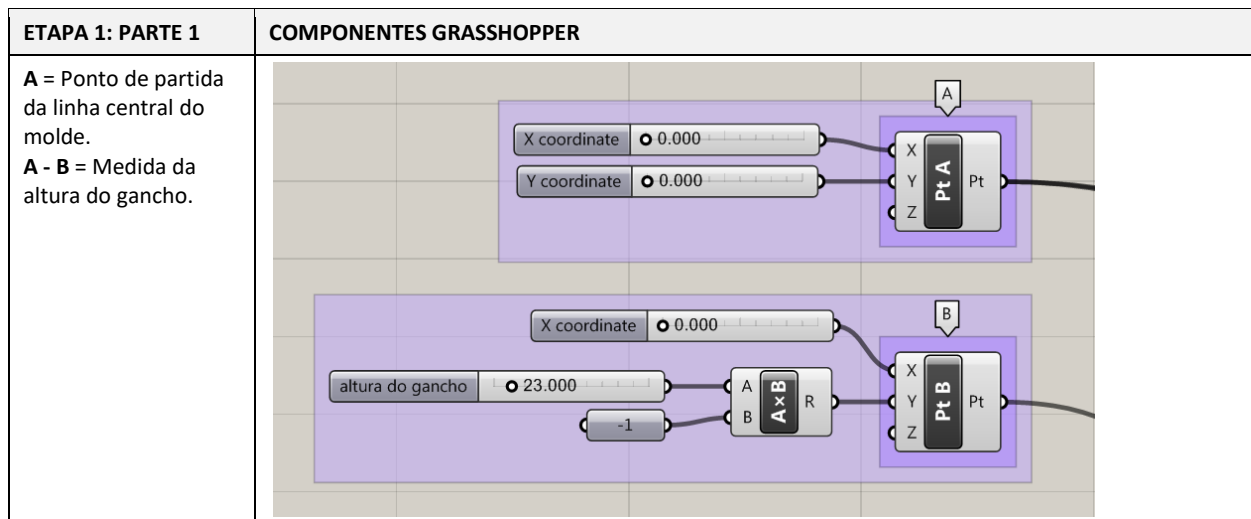 ETAPA 1: PARTE 1
COMPONENTES GRASSHOPPER
A = Ponto de partida
da linha central do
molde.
A - B = Medida da
altura do gancho.
A
X coordinate 0.000
Y coordinate 0.000
X
Y
Z
Pt A
Pt
B
X coordinate 0.000
altura do gancho 23.000
-1
A
B
A×B
R
X
Y
Z
Pt B
Pt